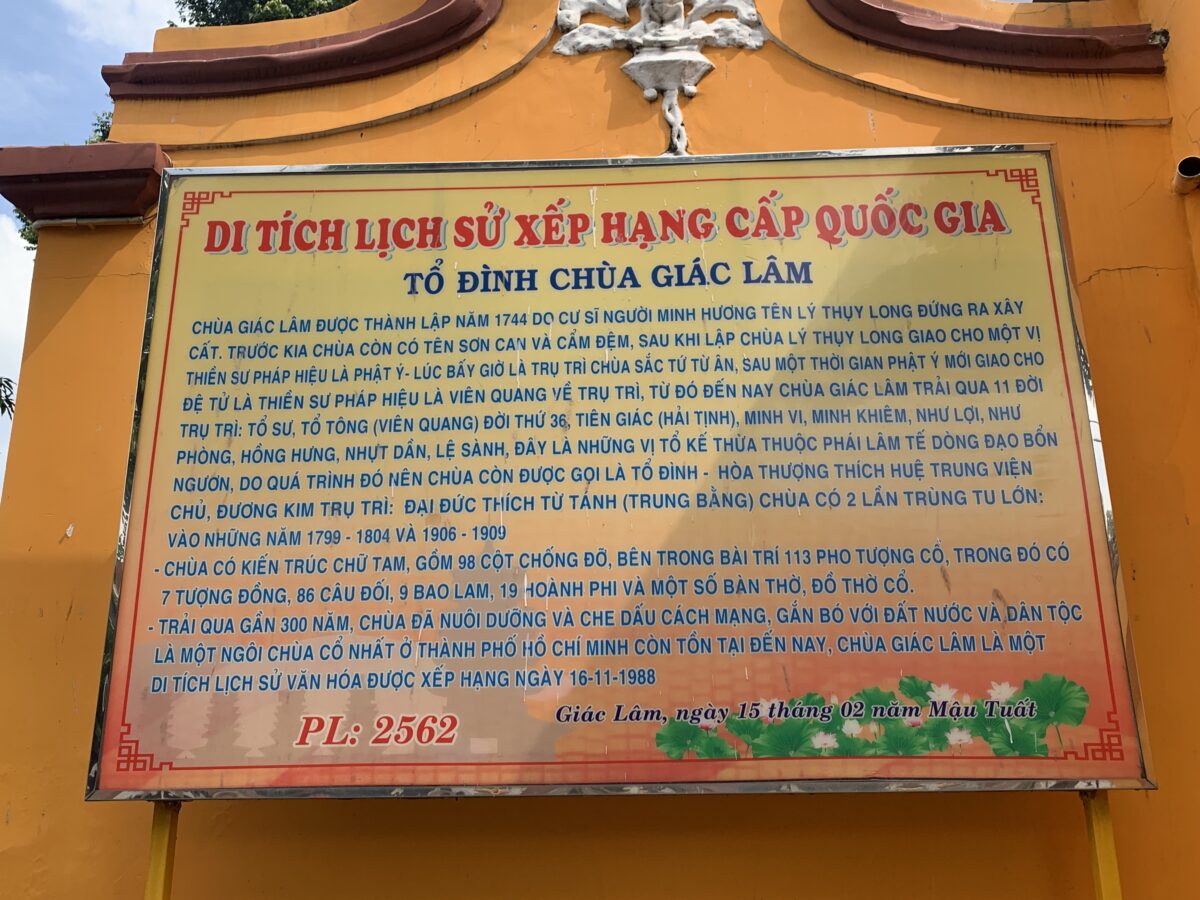 DI TÍCH LỊCH SỬ XẾP HẠNG CẤP QUỐC GIA
TỔ ĐÌNH CHÙA GIÁC LÂM
CHÙA GIÁC LÂM ĐƯỢC THÀNH LẬP NĂM 1744 DO CƯ SĨ NGƯỜI MINH HƯƠNG TÊN LÝ THỤY LONG ĐỨNG RA XÂY
CẤT. TRƯỚC KIA CHÙA CÒN CÓ TÊN SƠN CAN VÀ CẨM ĐỆM, SAU KHI LẬP CHÙA LÝ THỤY LONG GIAO CHO MỘT VỊ
THIỀN SƯ PHÁP HIỆU LÀ PHẬT Ý- LÚC BẤY GIỜ LÀ TRỤ TRÌ CHÙA SẮC TỨ TỪ ÂN, SAU MỘT THỜI GIAN PHẬT Ý MỚI GIAO CHO
ĐỆ TỬ LÀ THIỀN SƯ PHÁP HIỆU LÀ VIÊN QUANG VỀ TRỤ TRÌ, TỪ ĐÓ ĐẾN NAY CHÙA GIÁC LÂM TRẢI QUA 11 ĐỜI
TRỤ TRÌ: TỔ SƯ, TỔ TÔNG (VIÊN QUANG) ĐỜI THỨ 36, TIÊN GIÁC (HẢI TỊNH), MINH VI, MINH KHIÊM, NHƯ LỢI, NHƯ
PHÒNG, HỒNG HƯNG, NHỰT DẦN, LỆ SÀNH, ĐÂY LÀ NHỮNG VỊ TỔ KẾ THỪA THUỘC PHÁI LÂM TẾ DÒNG ĐẠO BỔN
NGƯƠN, DO QUÁ TRÌNH ĐÓ NÊN CHÙA CÒN ĐƯỢC GỌI LÀ TỔ ĐÌNH - HÒA THƯỢNG THÍCH HUỆ TRUNG VIỆN
CHỦ, ĐƯƠNG KIM TRỤ TRÌ: ĐẠI ĐỨC THÍCH TỪ TÁNH (TRUNG BẰNG) CHÙA CÓ 2 LẦN TRÙNG TU LỚN:
VÀO NHỮNG NĂM 1799 - 1804 VÀ 1906 - 1909
- CHÙA CÓ KIẾN TRÚC CHỮ TAM, GỒM 98 CỘT CHỐNG ĐỠ, BÊN TRONG BÀI TRÍ 113 PHO TƯỢNG CỔ, TRONG ĐÓ CÓ
7 TƯỢNG ĐỒNG, 86 CÂU ĐỐI, 9 BAO LAM, 19 HOÀNH PHI VÀ MỘT SỐ BÀN THỜ, ĐỒ THỜ CỔ.
- TRẢI QUA GẦN 300 NĂM, CHÙA ĐÃ NUÔI DƯỠNG VÀ CHE DẤU CÁCH MẠNG, GẮN BÓ VỚI ĐẤT NƯỚC VÀ DÂN TỘC
LÀ MỘT NGÔI CHÙA CỔ NHẤT Ở THÀNH PHỐ HỒ CHÍ MINH CÒN TỒN TẠI ĐẾN NAY, CHÙA GIÁC LÂM LÀ MỘT
DI TÍCH LỊCH SỬ VĂN HÓA ĐƯỢC XẾP HẠNG NGÀY 16-11-1988
Giác Lâm, ngày 15 tháng 02 năm Mậu Tuất
PL: 2562